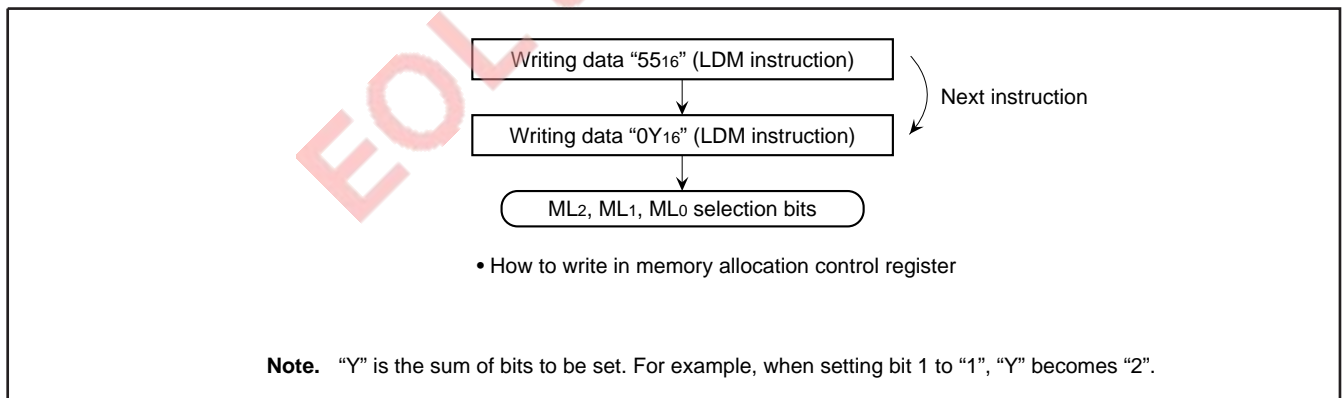 Writing data “55₁₆” (LDM instruction)
Next instruction
Writing data “0Y₁₆” (LDM instruction)
ML₂, ML₁, ML₀ selection bits
• How to write in memory allocation control register
Note. “Y” is the sum of bits to be set. For example, when setting bit 1 to “1”, “Y” becomes “2”.
EOL